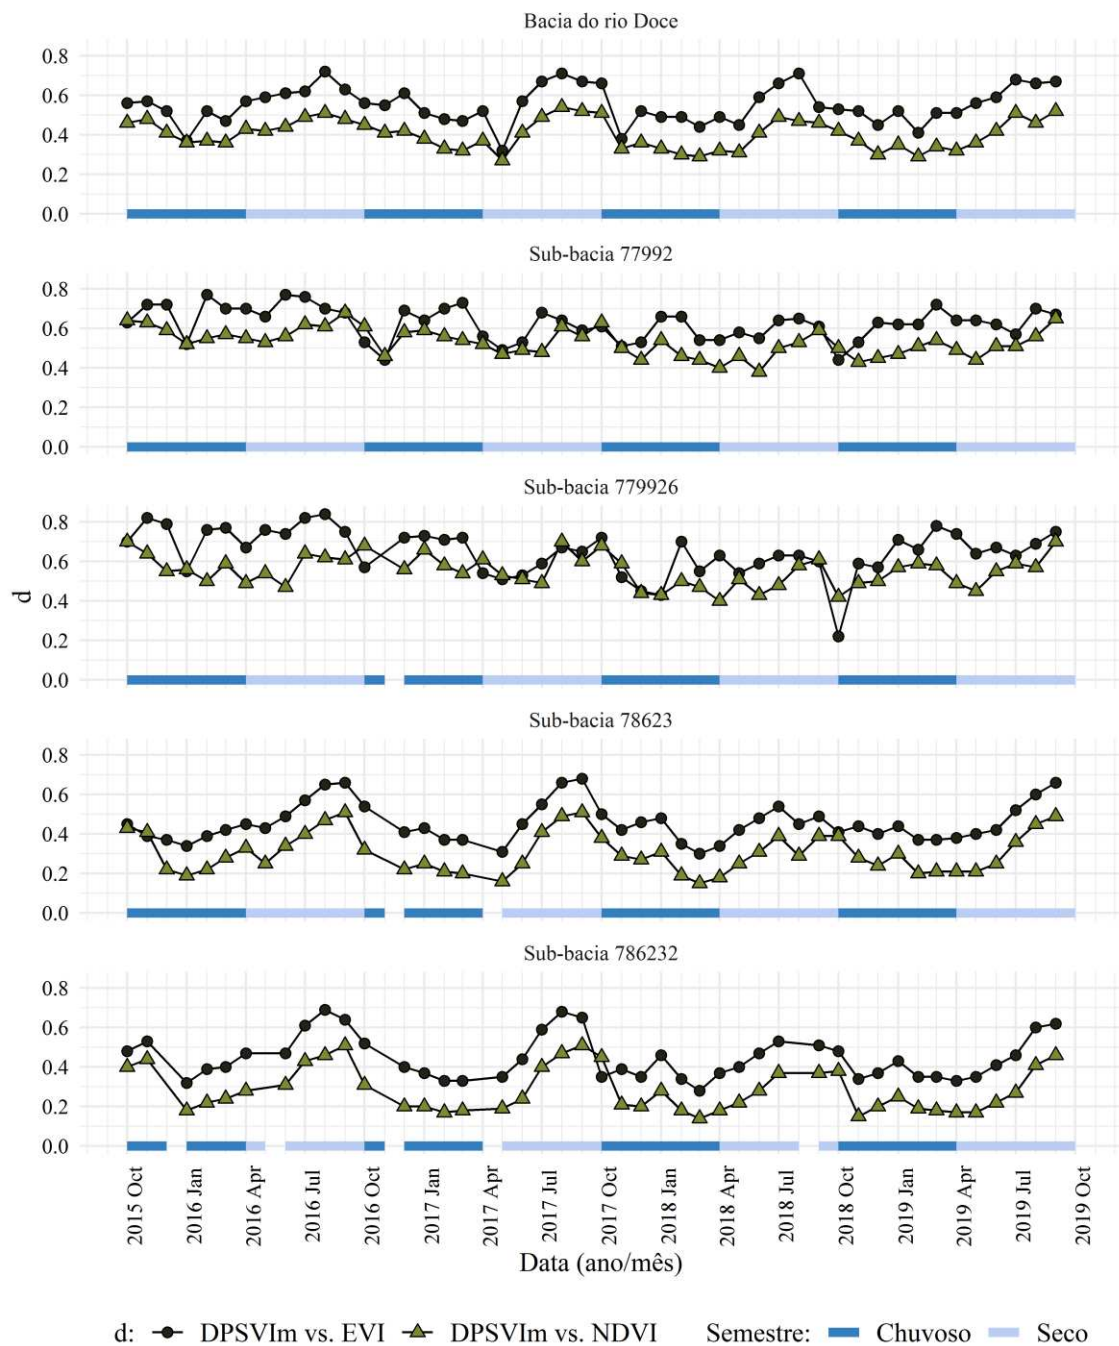 Bacia do rio Doce
0.8
0.6
0.4
0.2
0.0
Sub-bacia 77992
0.8
0.6
0.4
0.2
0.0
Sub-bacia 779926
0.8
0.6
0.4
0.2
0.0
d
Sub-bacia 78623
0.8
0.6
0.4
0.2
0.0
Sub-bacia 786232
0.8
0.6
0.4
0.2
0.0
2015 Oct
2016 Jan
2016 Apr
2016 Jul
2016 Oct
2017 Jan
2017 Apr
2017 Jul
2017 Oct
2018 Jan
2018 Apr
2018 Jul
2018 Oct
2019 Jan
2019 Apr
2019 Jul
2019 Oct
Data (ano/mês)
d: DPSVIm vs. EVI DPSVIm vs. NDVI Semestre: Chuvoso Seco